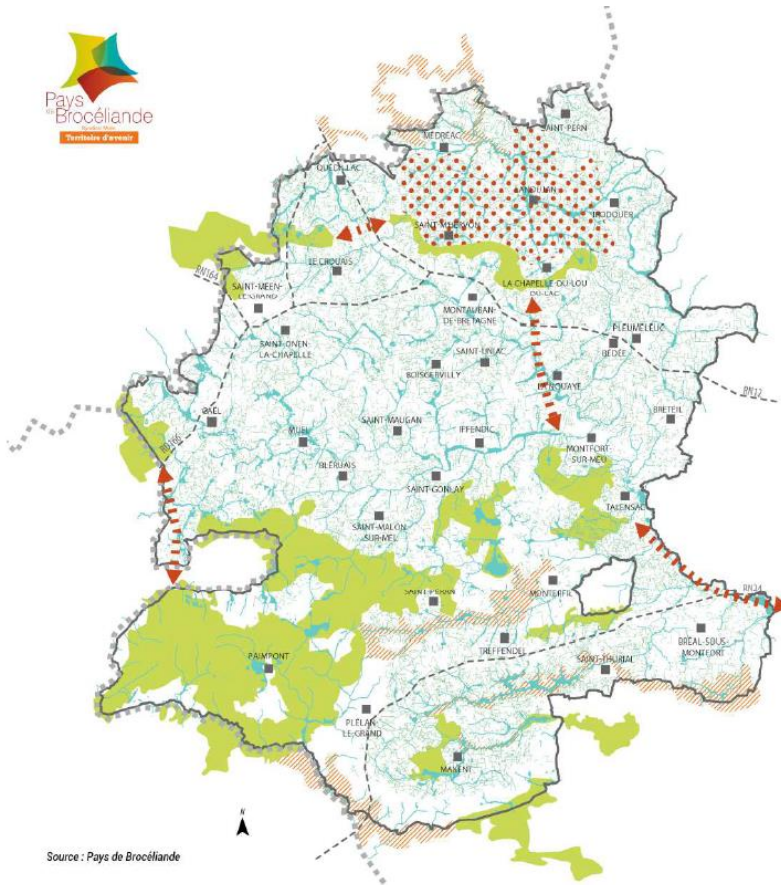 Pays
de Brocéliande
Territoire d'avenir
SAINT-PERN
MÉDRÉAC
QUÉDILLAC
LANDUJAN
IRODOUER
SAINT-M'HERVON
LE CROUAIS
LA CHAPELLE-DU-LOU
-DU-LAC
RN164
SAINT-MÉEN-
LE-GRAND
MONTAUBAN-
DE-BRETAGNE
SAINT-ONEN-
LA-CHAPELLE
PLEUMELEUC
BÉDÉE
SAINT-UNIAC
BOISGERVILLY
LA NOUAYE
RN12
BRETEIL
GAËL
MUEL
SAINT-MAUGAN
IFFENDIC
MONTFORT-
SUR-MEU
BLÉRUAIS
SAINT-GONLAY
TALENSAC
SAINT-MALON-
SUR-MEL
RN24
SAINT-PÉRAN
MONTERFIL
TREFFENDEL
BRÉAL-SOUS-
MONTFORT
PAIMPONT
SAINT-THURIAL
PLÉLAN-
LE-GRAND
MAXENT
N
Source : Pays de Brocéliande